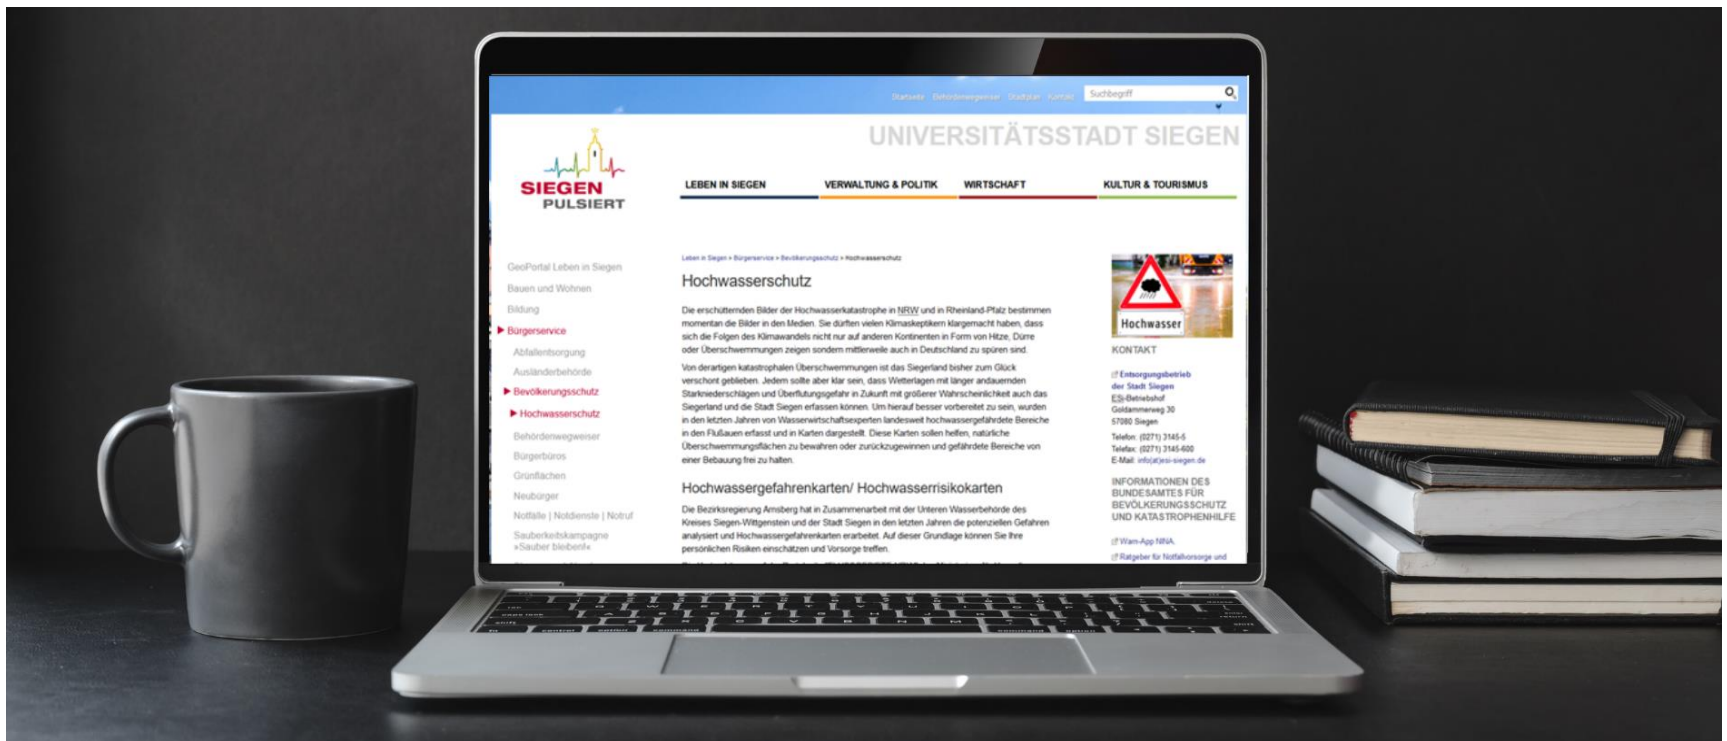 Startseite Behördenwegweiser Stadtplan Kontakt
Suchbegriff
UNIVERSITÄTSSTADT SIEGEN
SIEGEN
PULSIERT
LEBEN IN SIEGEN
VERWALTUNG & POLITIK
WIRTSCHAFT
KULTUR & TOURISMUS
GeoPortal Leben in Siegen
Bauen und Wohnen
Bildung
Bürgerservice
Abfallentsorgung
Ausländerbehörde
Bevölkerungsschutz
Hochwasserschutz
Behördenwegweiser
Bürgerbüros
Grünflächen
Neubürger
Notfälle | Notdienste | Notruf
Sauberkeitskampagne
»Sauber bleiben!«
Leben in Siegen » Bürgerservice » Bevölkerungsschutz » Hochwasserschutz
Hochwasserschutz
Die erschütternden Bilder der Hochwasserkatastrophe in NRW und in Rheinland-Pfalz bestimmen
momentan die Bilder in den Medien. Sie dürften vielen Klimaskeptikern klargemacht haben, dass
sich die Folgen des Klimawandels nicht nur auf anderen Kontinenten in Form von Hitze, Dürre
oder Überschwemmungen zeigen sondern mittlerweile auch in Deutschland zu spüren sind.
Von derartigen katastrophalen Überschwemmungen ist das Siegerland bisher zum Glück
verschont geblieben. Jedem sollte aber klar sein, dass Wetterlagen mit länger andauernden
Starkniederschlägen und Überflutungsgefahr in Zukunft mit größerer Wahrscheinlichkeit auch das
Siegerland und die Stadt Siegen erfassen können. Um hierauf besser vorbereitet zu sein, wurden
in den letzten Jahren von Wasserwirtschaftsexperten landesweit hochwassergefährdete Bereiche
in den Flußauen erfasst und in Karten dargestellt. Diese Karten sollen helfen, natürliche
Überschwemmungsflächen zu bewahren oder zurückzugewinnen und gefährdete Bereiche von
einer Bebauung frei zu halten.
Hochwassergefahrenkarten/ Hochwasserrisikokarten
Die Bezirksregierung Arnsberg hat in Zusammenarbeit mit der Unteren Wasserbehörde des
Kreises Siegen-Wittgenstein und der Stadt Siegen in den letzten Jahren die potenziellen Gefahren
analysiert und Hochwassergefahrenkarten erarbeitet. Auf dieser Grundlage können Sie Ihre
persönlichen Risiken einschätzen und Vorsorge treffen.
Hochwasser
KONTAKT
Entsorgungsbetrieb
der Stadt Siegen
ESi-Betriebshof
Goldammerweg 30
57080 Siegen
Telefon: (0271) 3145-5
Telefax: (0271) 3145-600
E-Mail: info(at)esi-siegen.de
INFORMATIONEN DES
BUNDESAMTES FÜR
BEVÖLKERUNGSSCHUTZ
UND KATASTROPHENHILFE
Warn-App NINA
Ratgeber für Notfallvorsorge und